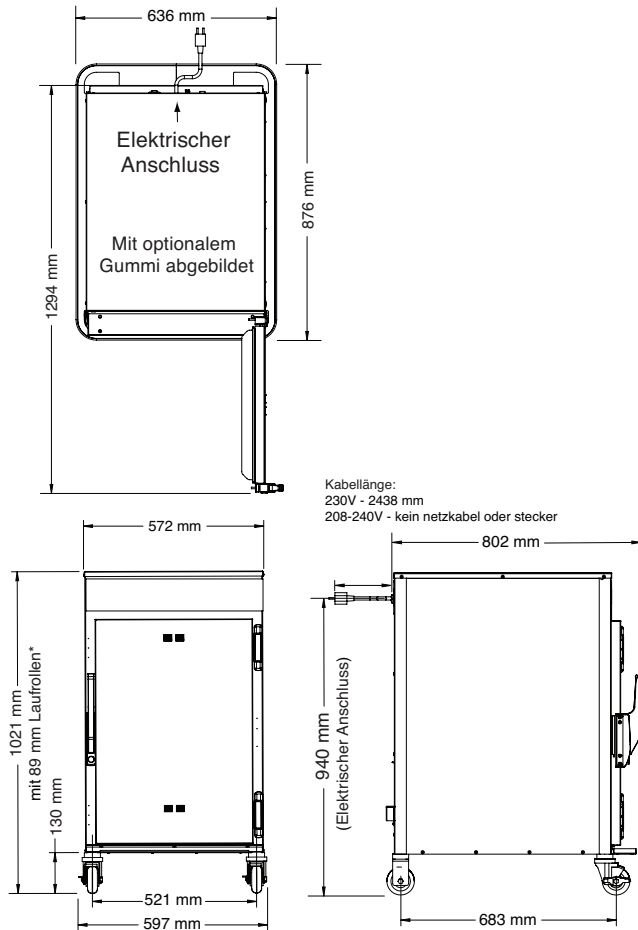 636 mm
Elektrischer
Anschluss
Mit optionalem
Gummi abgebildet
1294 mm
876 mm
Kabellänge:
230V - 2438 mm
208-240V - kein netzkabel oder stecker
572 mm
802 mm
1021 mm
mit 89 mm Laufrollen*
130 mm
940 mm
(Elektrischer Anschluss)
521 mm
597 mm
683 mm